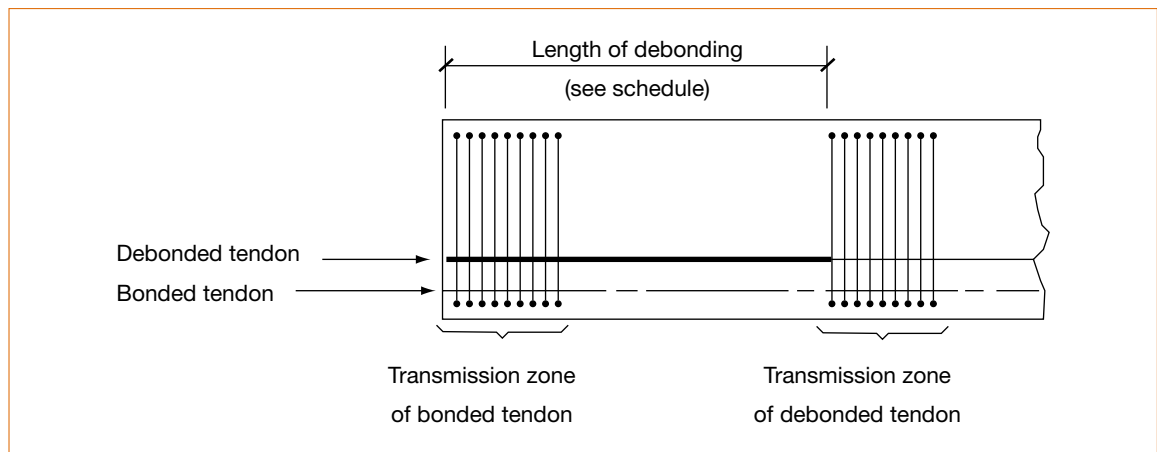 Length of debonding
(see schedule)
Debonded tendon
Bonded tendon
Transmission zone
of bonded tendon
Transmission zone
of debonded tendon